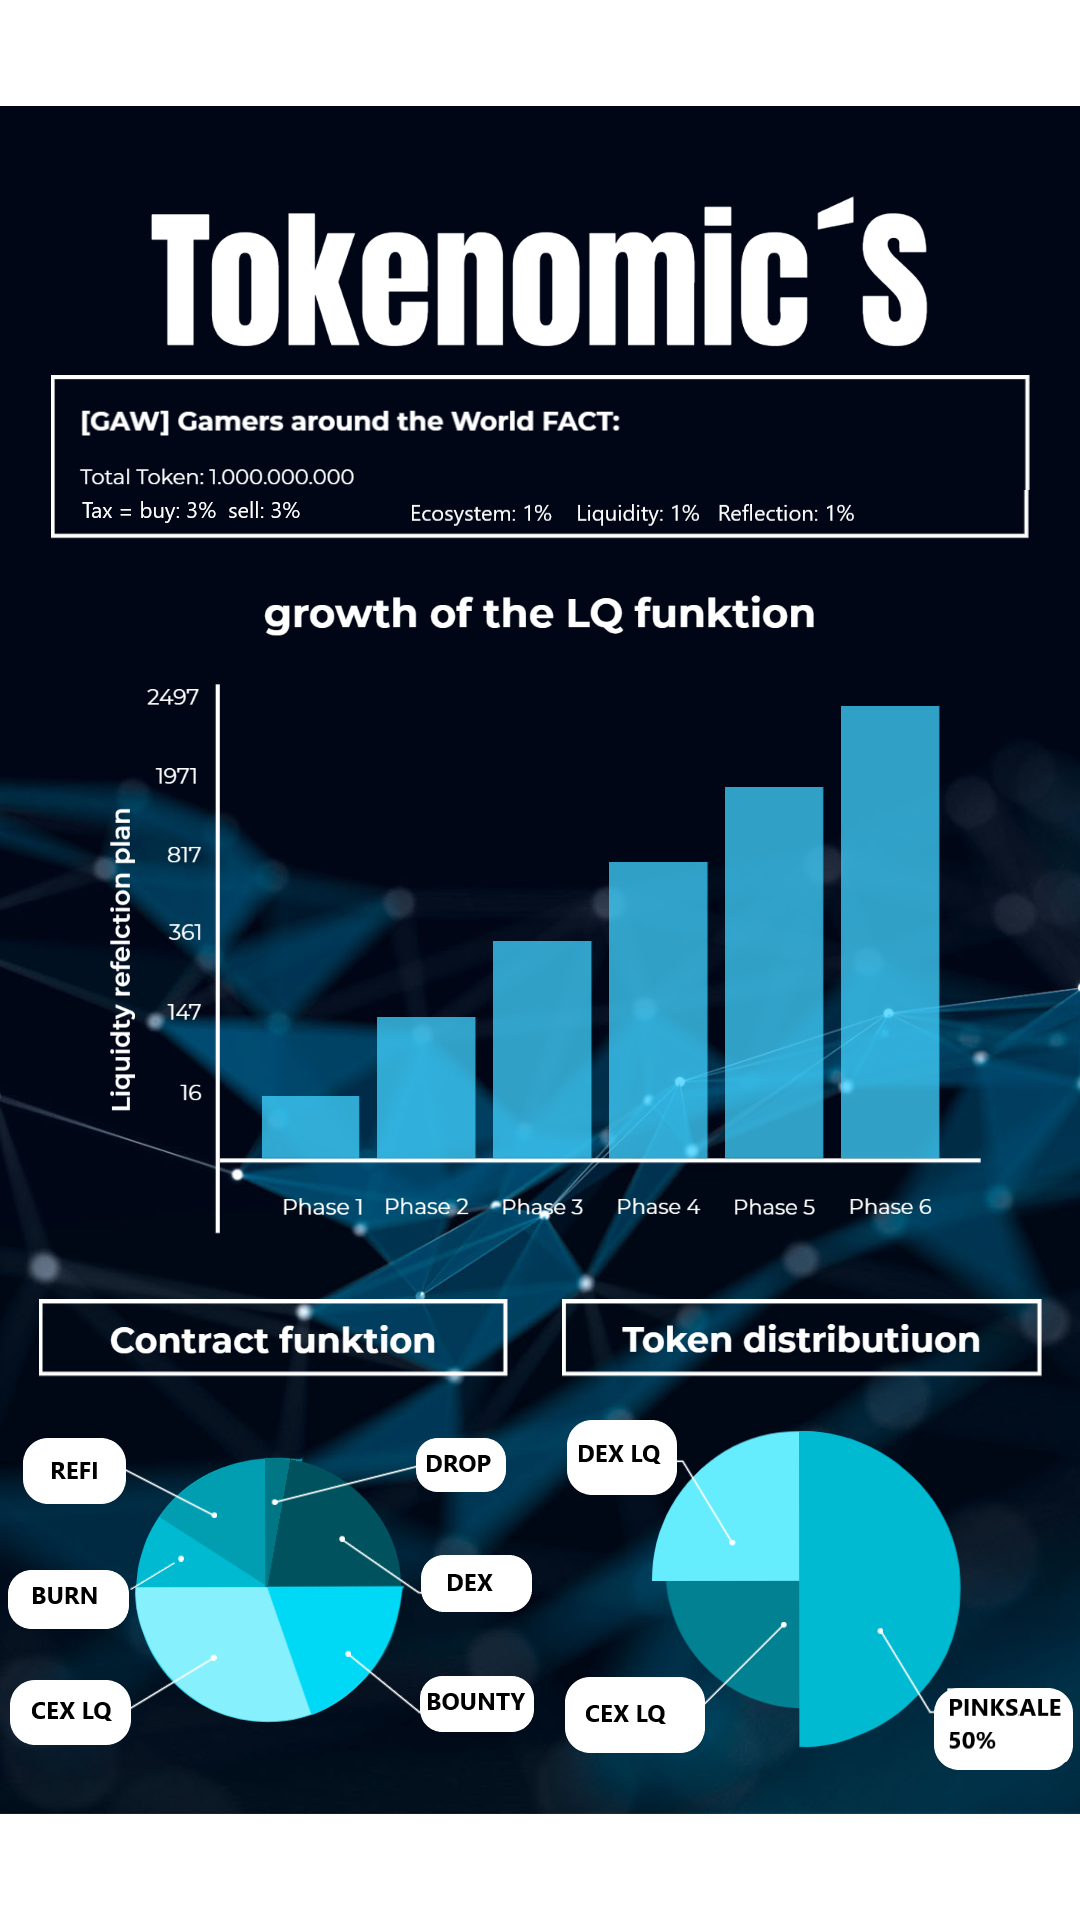 Tokenomic´S
[GAW] Gamers around the World FACT:
Total Token: 1.000.000.000
Tax = buy: 3% sell: 3%
Ecosystem: 1% Liquidity: 1% Reflection: 1%
growth of the LQ funktion
Liquidty refelction plan
2497
1971
817
361
147
16
Phase 1 Phase 2 Phase 3 Phase 4 Phase 5 Phase 6
Contract funktion
REFI
DROP
BURN
DEX
CEX LQ
BOUNTY
Token distributiuon
DEX LQ
CEX LQ
PINKSALE
50%